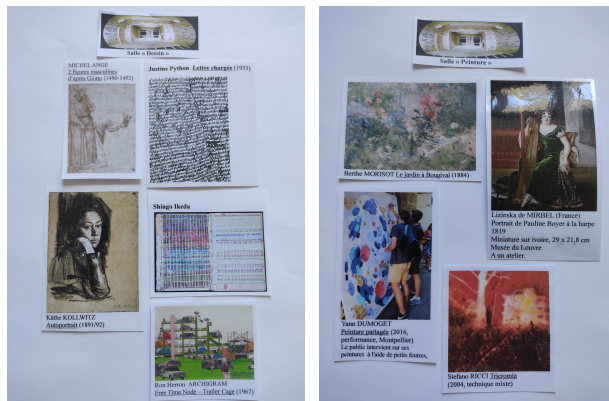 Salle « Dessin »
MICHEL ANGE
2 figures masculines
d'après Giotto (1490-1492)
Justine Python Lettre chargée (1933)
Shingo Ikeda
Käthe KOLLWITZ
Autoportrait (1891/92)
Ron Herron ARCHIGRAM
Free Time Node – Trailer Cage (1967)
Salle « Peinture »
Berthe MORISOT Le jardin à Bougival (1884)
Lizinska de MIRBEL (France)
Portrait de Pauline Boyer à la harpe
1819
Miniature sur ivoire, 29 x 21,8 cm
Musée du Louvre
A un atelier.
Yann DUMOGET
Peinture partagée (2016,
performance, Montpellier)
Le public intervient sur ses
peintures à l'aide de petits feutres,
Stefano RICCI Tricromia
(2004, technique mixte)